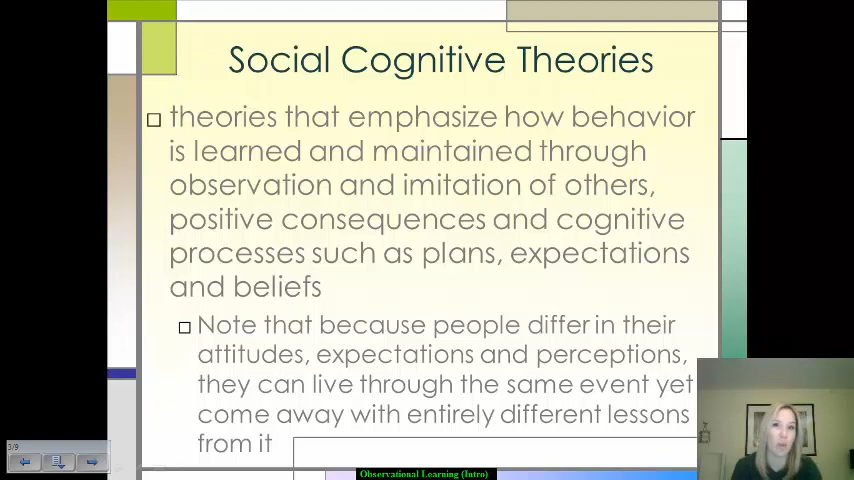 Social Cognitive Theories
theories that emphasize how behavior
is learned and maintained through
observation and imitation of others,
positive consequences and cognitive
processes such as plans, expectations
and beliefs
Note that because people differ in their
attitudes, expectations and perceptions,
they can live through the same event yet
come away with entirely different lessons
from it
3/9
Observational Learning (Intro)